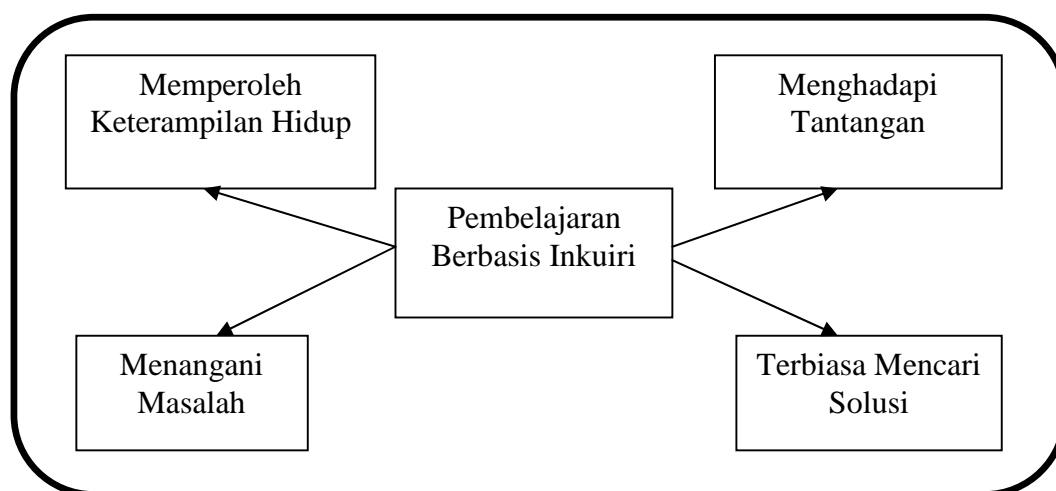 Memperoleh
Keterampilan Hidup
Menghadapi
Tantangan
Pembelajaran
Berbasis Inkuiri
Menangani
Masalah
Terbiasa Mencari
Solusi